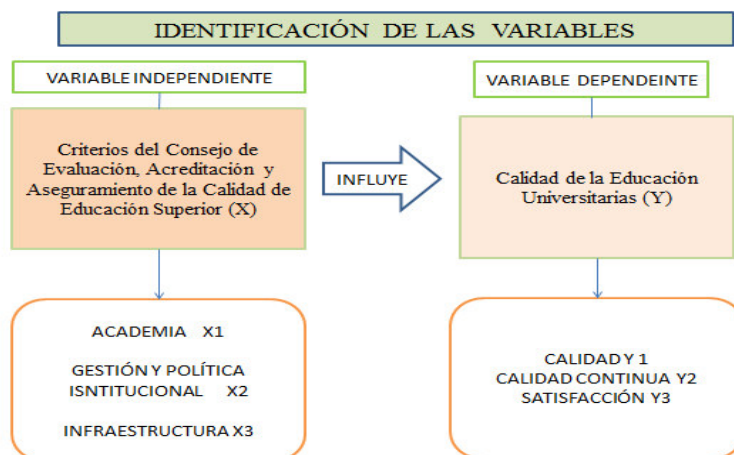 IDENTIFICACIÓN DE LAS VARIABLES
VARIABLE INDEPENDIENTE
Criterios del Consejo de
Evaluación, Acreditación y
Aseguramiento de la Calidad de
Educación Superior (X)
INFLUYE
VARIABLE DEPENDEINTE
Calidad de la Educación
Universitarias (Y)
ACADEMIA X1
GESTIÓN Y POLÍTICA
ISNTITUCIONAL X2
INFRAESTRUCTURA X3
CALIDAD Y 1
CALIDAD CONTINUA Y2
SATISFACCIÓN Y3